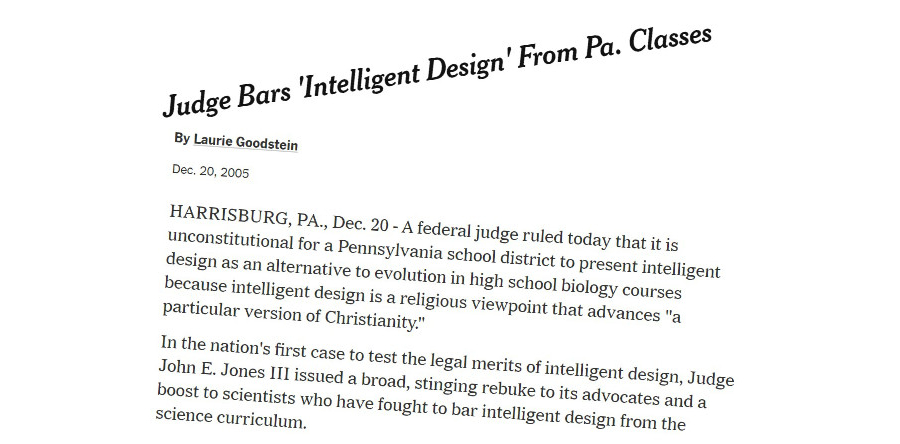 Judge Bars 'Intelligent Design' From Pa. Classes
By Laurie Goodstein
Dec. 20, 2005
HARRISBURG, PA., Dec. 20 - A federal judge ruled today that it is
unconstitutional for a Pennsylvania school district to present intelligent
design as an alternative to evolution in high school biology courses
because intelligent design is a religious viewpoint that advances "a
particular version of Christianity."
In the nation's first case to test the legal merits of intelligent design, Judge
John E. Jones III issued a broad, stinging rebuke to its advocates and a
boost to scientists who have fought to bar intelligent design from the
science curriculum.